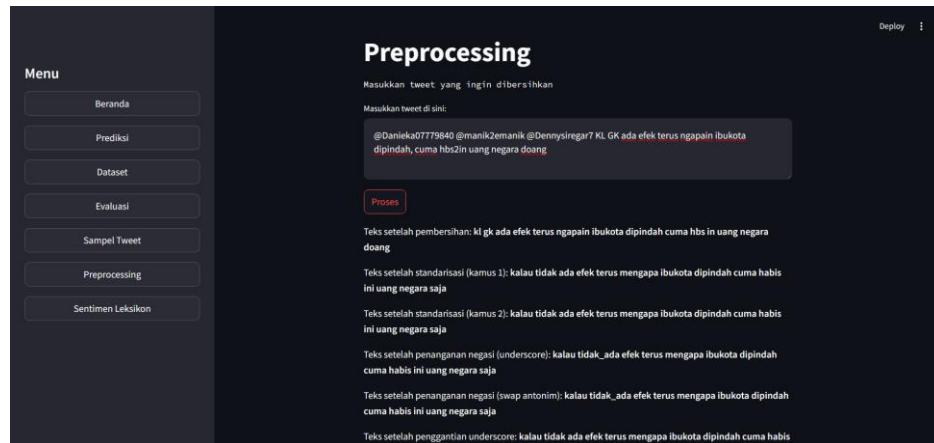 Deploy
Menu
Beranda
Prediksi
Dataset
Evaluasi
Sampel Tweet
Preprocessing
Sentimen Leksikon
Preprocessing
Masukkan tweet yang ingin dibersihkan
Masukkan tweet di sini:
@Danieka07779840 @manik2emanik @Dennysiregar7 KL GK ada efek terus ngapain ibukota
dipindah, cuma hbs2in uang negara doang
Proses
Teks setelah pembersihan: kl gk ada efek terus ngapain ibukota dipindah cuma hbs in uang negara
doang
Teks setelah standarisasi (kamus 1): kalau tidak ada efek terus mengapa ibukota dipindah cuma habis
ini uang negara saja
Teks setelah standarisasi (kamus 2): kalau tidak ada efek terus mengapa ibukota dipindah cuma habis
ini uang negara saja
Teks setelah penanganan negasi (underscore): kalau tidak_ada efek terus mengapa ibukota dipindah
cuma habis ini uang negara saja
Teks setelah penanganan negasi (swap antonim): kalau tidak_ada efek terus mengapa ibukota dipindah
cuma habis ini uang negara saja
Teks setelah penggantian underscore: kalau tidak ada efek terus mengapa ibukota dipindah cuma habis